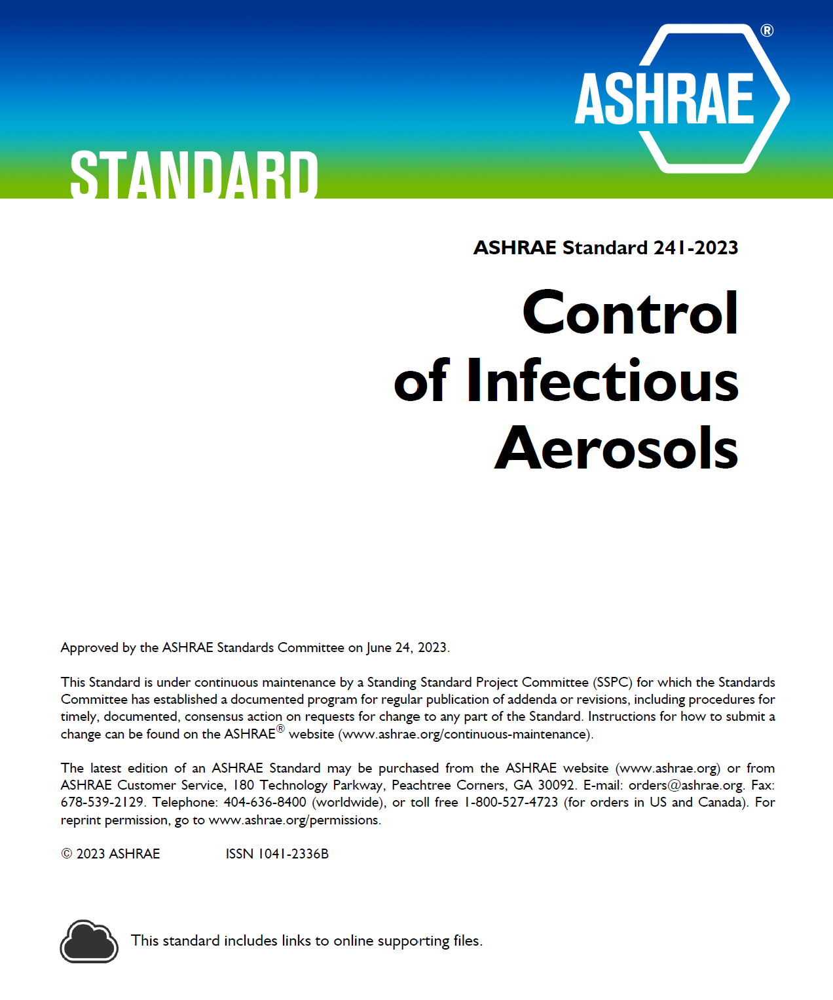 ASHRAE®
STANDARD
ASHRAE Standard 241-2023
Control
of Infectious
Aerosols
Approved by the ASHRAE Standards Committee on June 24, 2023.
This Standard is under continuous maintenance by a Standing Standard Project Committee (SSPC) for which the Standards
Committee has established a documented program for regular publication of addenda or revisions, including procedures for
timely, documented, consensus action on requests for change to any part of the Standard. Instructions for how to submit a
change can be found on the ASHRAE® website (www.ashrae.org/continuous-maintenance).
The latest edition of an ASHRAE Standard may be purchased from the ASHRAE website (www.ashrae.org) or from
ASHRAE Customer Service, 180 Technology Parkway, Peachtree Corners, GA 30092. E-mail: orders@ashrae.org. Fax:
678-539-2129. Telephone: 404-636-8400 (worldwide), or toll free 1-800-527-4723 (for orders in US and Canada). For
reprint permission, go to www.ashrae.org/permissions.
© 2023 ASHRAE ISSN 1041-2336B
This standard includes links to online supporting files.